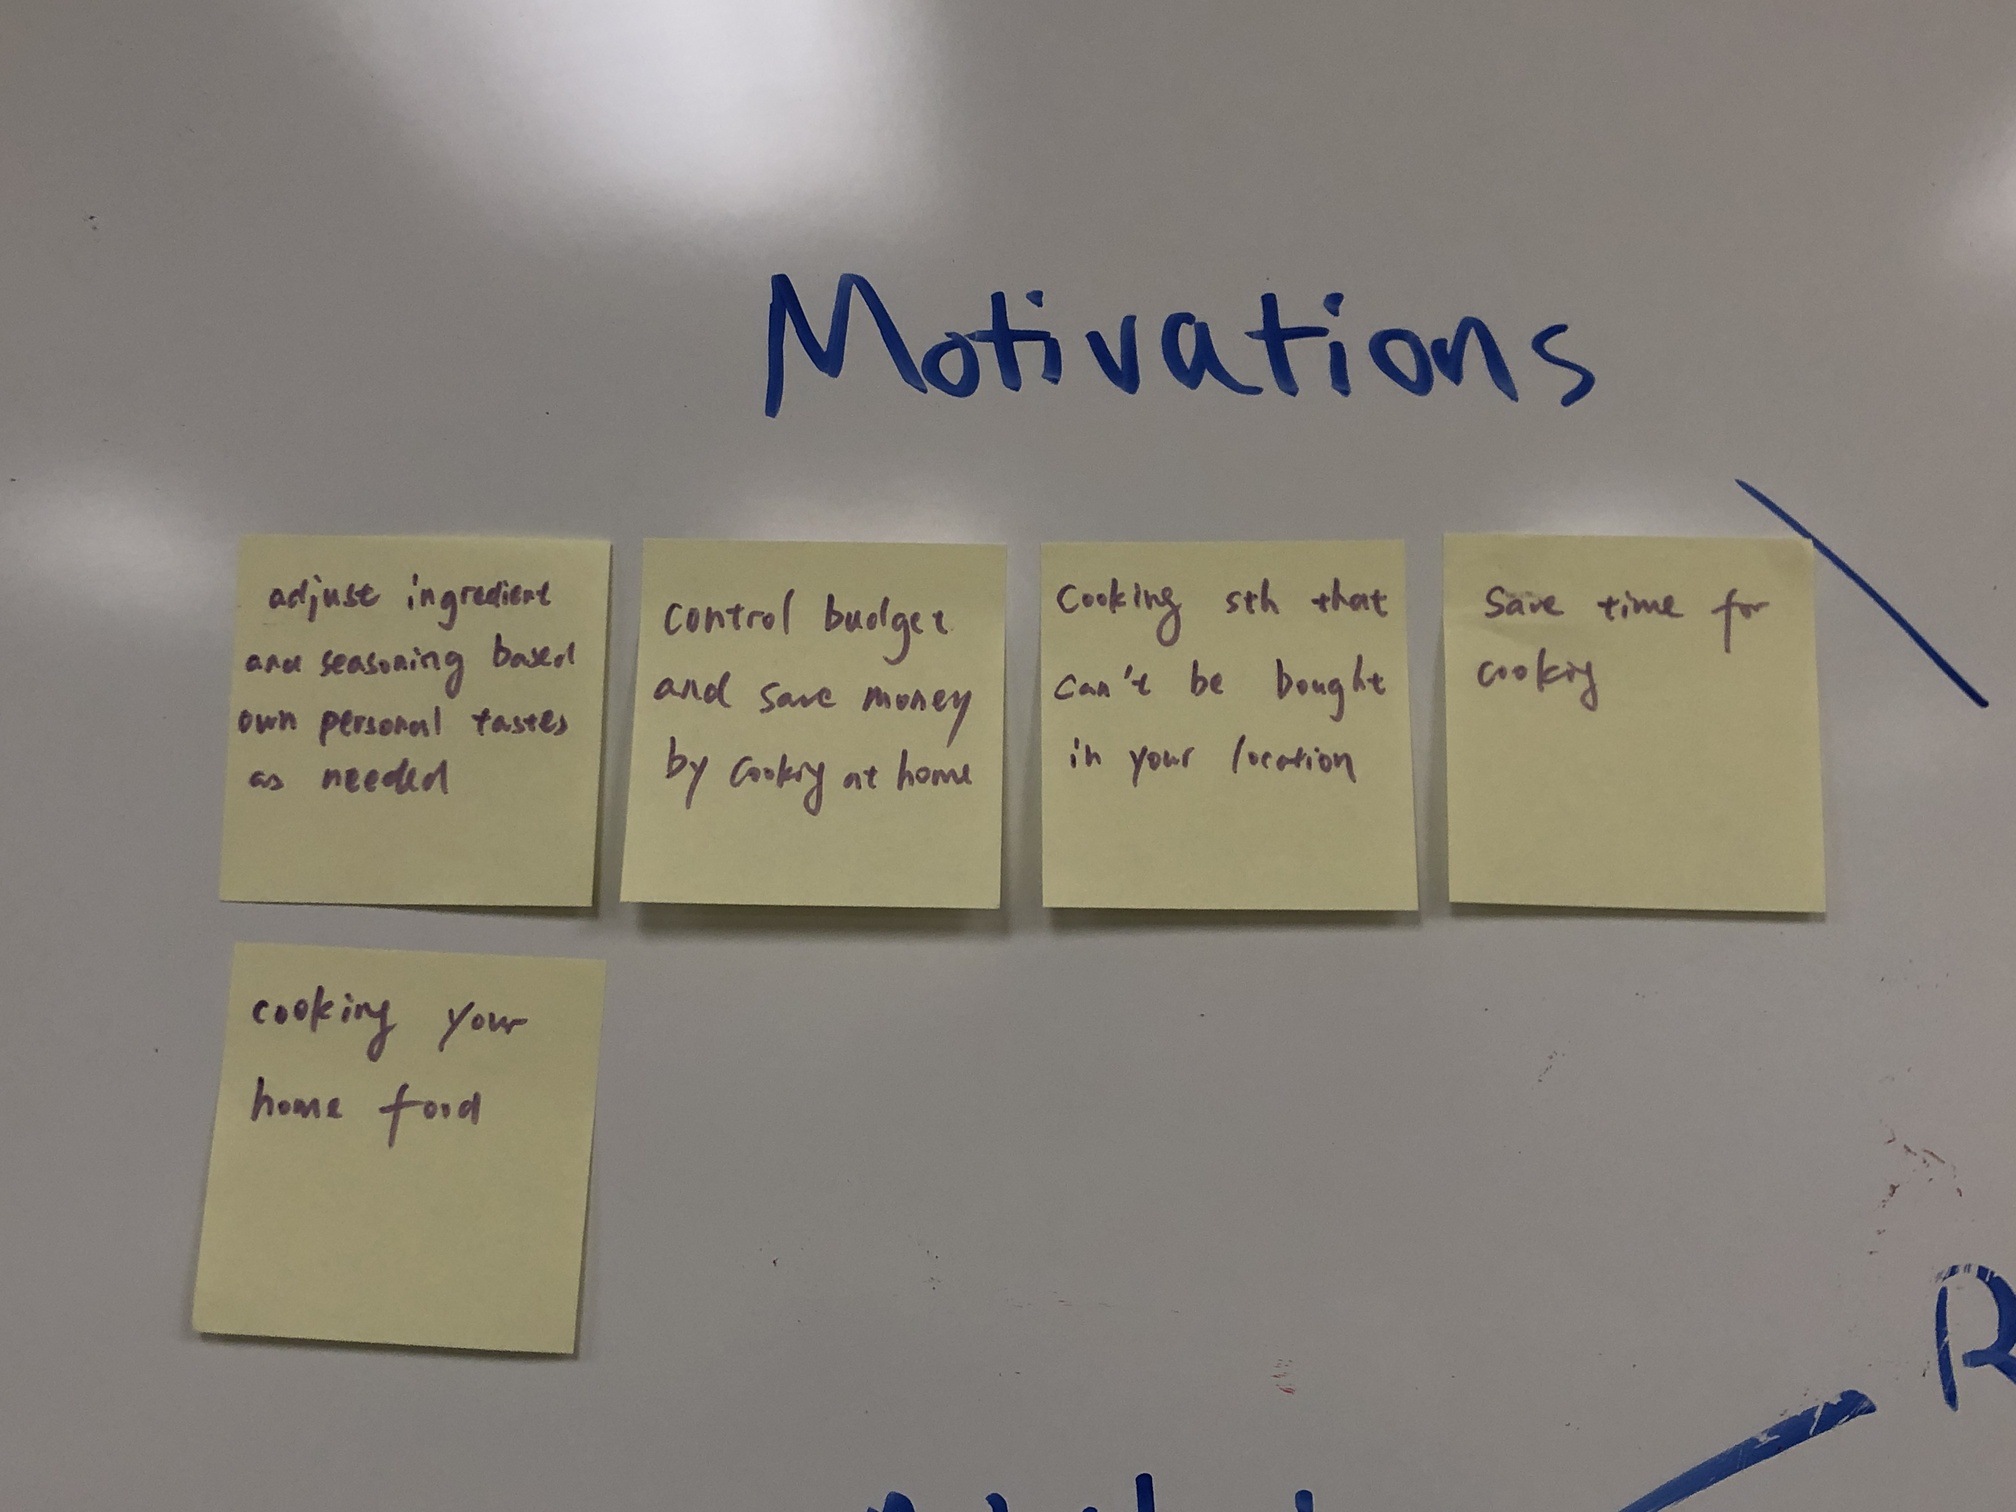 Motivations
adjust ingredient
and seasoning based
own personal tastes
as needed
control budget
and save money
by cooking at home
Cooking sth that
can't be bought
in your location
Save time for
cooking
cooking your
home food
R